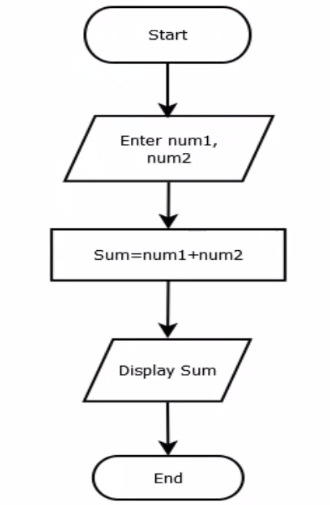 Start
Enter num1,
num2
Sum=num1+num2
Display Sum
End